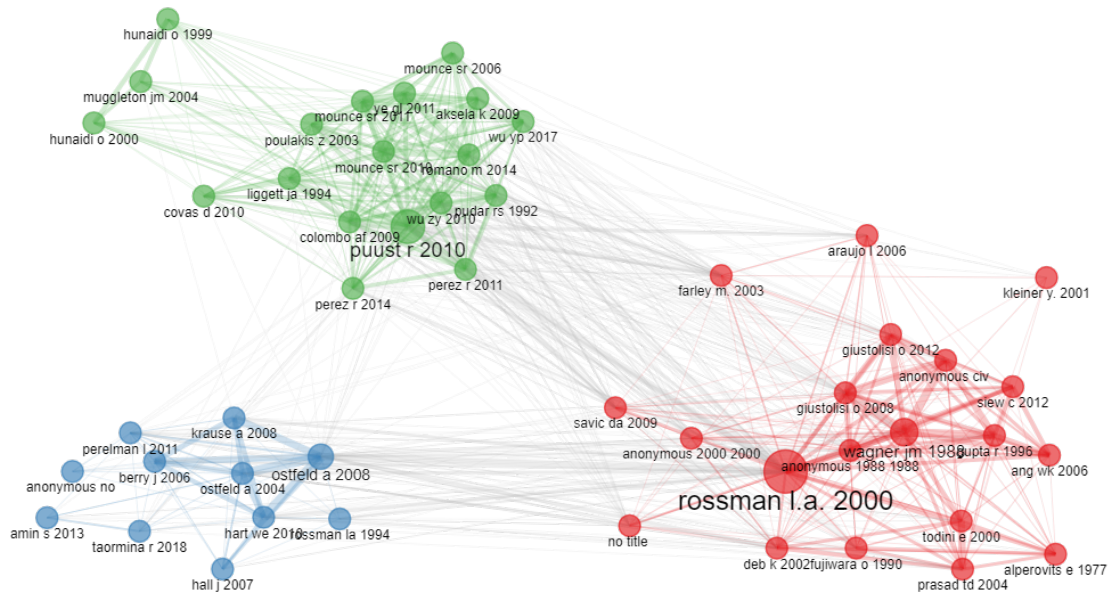 hunaidi o 1999
mounce sr 2006
muggleton jm 2004
ye ql 2011
aksela k 2009
mounce sr 2011
hunaidi o 2000
poulakis z 2003
wu yp 2017
mounce sr 2010
romano m 2014
liggett ja 1994
covas d 2010
wu zy 2010
pudar rs 1992
colombo af 2009
puust r 2010
araujo l 2006
perez r 2011
farley m. 2003
kleiner y. 2001
perez r 2014
giustolisi o 2012
anonymous civ
siew c 2012
giustolisi o 2008
savic da 2009
krause a 2008
perelman l 2011
anonymous 2000 2000
wagner jm 1988
gupta r 1996
anonymous 1988 1988
ang wk 2006
berry j 2006
ostfeld a 2008
anonymous no
ostfeld a 2004
rossman l.a. 2000
amin s 2013
hart we 2010
rossman la 1994
taormina r 2018
todini e 2000
no title
deb k 2002
fujiwara o 1990
alperovits e 1977
hall j 2007
prasad td 2004